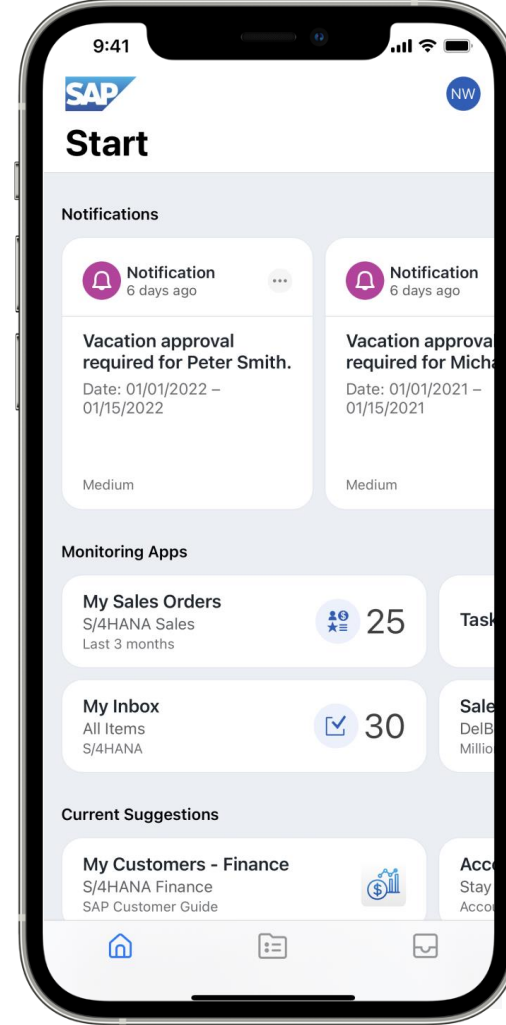 9:41
SAP
NW
Start
Notifications
Notification
6 days ago
Vacation approval
required for Peter Smith.
Date: 01/01/2022 –
01/15/2022
Medium
Notification
6 days ago
Vacation approval
required for Micha
Date: 01/01/2021 –
01/15/2021
Medium
Monitoring Apps
My Sales Orders
S/4HANA Sales
Last 3 months
25
Task
My Inbox
All Items
S/4HANA
30
Sale
DelB
Millio
Current Suggestions
My Customers - Finance
S/4HANA Finance
SAP Customer Guide
Acco
Stay
Accou